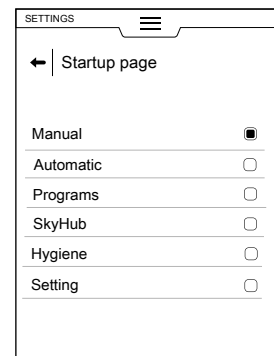 SETTINGS
Startup page
Manual
Automatic
Programs
SkyHub
Hygiene
Setting